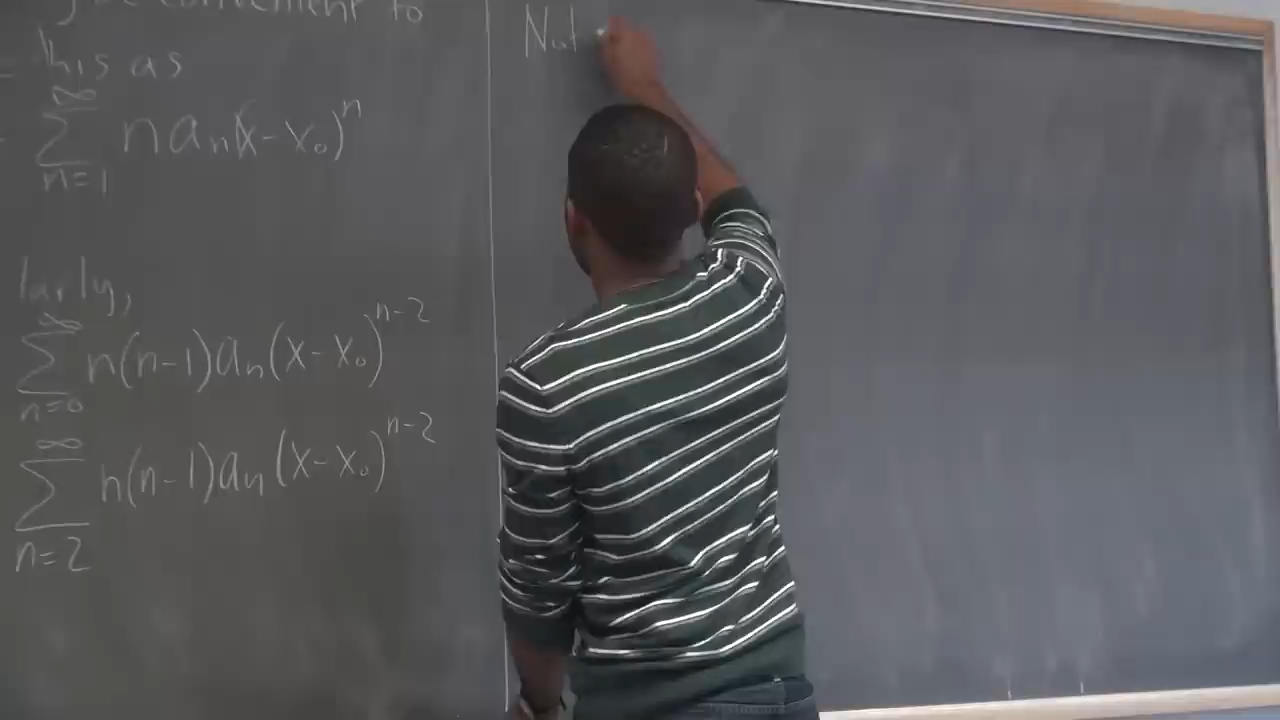 convenient to
= this as
∞
∑ n aₙ(x-x₀)ⁿ
n=1
larly,
∞
∑ n(n-1)aₙ(x-x₀)ⁿ⁻²
n=0
∞
∑ n(n-1)aₙ(x-x₀)ⁿ⁻²
n=2
Not